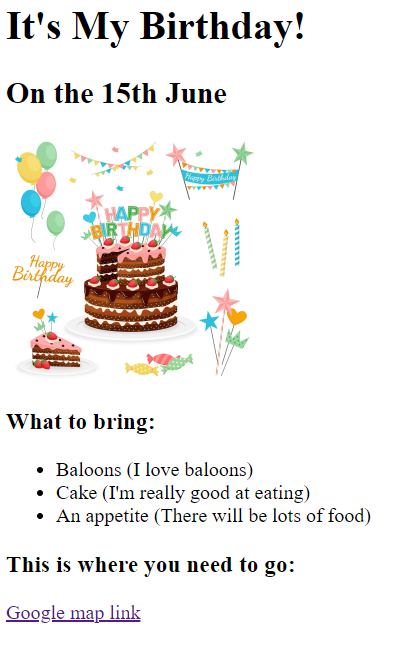 It's My Birthday!
On the 15th June
Happy Birthday
HAPPY
BIRTHDAY
Happy
Birthday
What to bring:
Baloons (I love baloons)
Cake (I'm really good at eating)
An appetite (There will be lots of food)
This is where you need to go:
Google map link